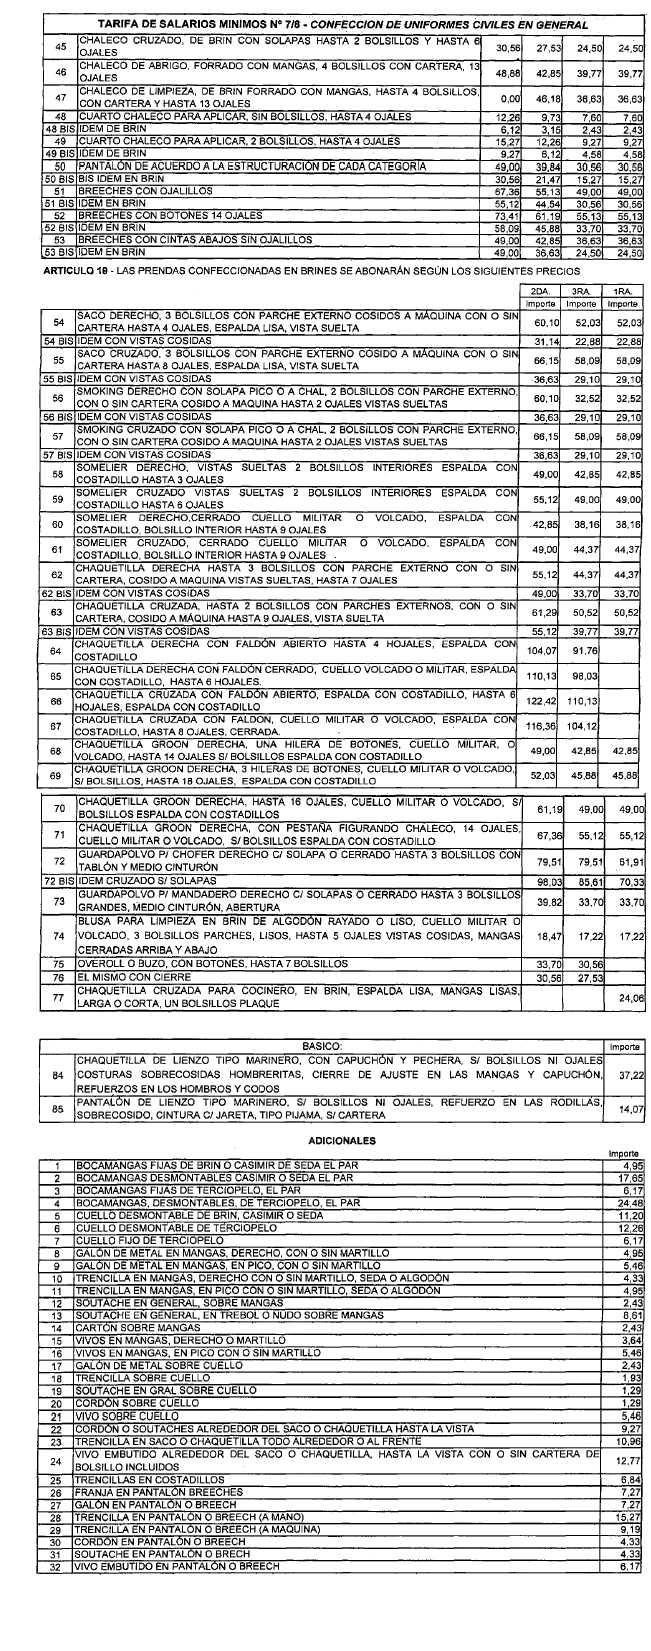 TARIFA DE SALARIOS MINIMOS Nº 7/8 - CONFECCION DE UNIFORMES CIVILES EN GENERAL
45 CHALECO CRUZADO, DE BRIN CON SOLAPAS HASTA 2 BOLSILLOS Y HASTA 6 OJALES 30,56 27,53 24,50 24,50
46 CHALECO DE ABRIGO, FORRADO CON MANGAS, 4 BOLSILLOS CON CARTERA, 13 OJALES 48,88 42,85 39,77 39,77
47 CHALECO DE LIMPIEZA, DE BRIN FORRADO CON MANGAS, HASTA 4 BOLSILLOS, CON CARTERA Y HASTA 13 OJALES 0,00 46,18 36,63 36,63
48 CUARTO CHALECO PARA APLICAR, SIN BOLSILLOS, HASTA 4 OJALES 12,26 9,73 7,60 7,60
48 BIS IDEM DE BRIN 6,12 3,15 2,43 2,43
49 CUARTO CHALECO PARA APLICAR, 2 BOLSILLOS, HASTA 4 OJALES 15,27 12,26 9,27 9,27
49 BIS IDEM DE BRIN 9,27 6,12 4,58 4,58
50 PANTALÓN DE ACUERDO A LA ESTRUCTURACIÓN DE CADA CATEGORÍA 49,00 39,84 30,56 30,56
50 BIS BIS IDEM EN BRIN 30,56 21,47 15,27 15,27
51 BREECHES CON OJALILLOS 67,36 55,13 49,00 49,00
51 BIS IDEM EN BRIN 55,12 44,54 30,56 30,56
52 BREECHES CON BOTONES 14 OJALES 73,41 61,19 55,13 55,13
52 BIS IDEM EN BRIN 58,09 45,88 33,70 33,70
53 BREECHES CON CINTAS ABAJOS SIN OJALILLOS 49,00 42,85 36,63 36,63
53 BIS IDEM EN BRIN 49,00 36,63 24,50 24,50
ARTICULO 19 - LAS PRENDAS CONFECCIONADAS EN BRINES SE ABONARÁN SEGÚN LOS SIGUIENTES PRECIOS
2DA. 3RA. 1RA.
Importe Importe Importe
54 SACO DERECHO, 3 BOLSILLOS CON PARCHE EXTERNO COSIDOS A MÁQUINA CON O SIN CARTERA HASTA 4 OJALES, ESPALDA LISA, VISTA SUELTA 60,10 52,03 52,03
54 BIS IDEM CON VISTAS COSIDAS 31,14 22,88 22,88
55 SACO CRUZADO, 3 BOLSILLOS CON PARCHE EXTERNO COSIDO A MÁQUINA CON O SIN CARTERA HASTA 8 OJALES, ESPALDA LISA, VISTA SUELTA 66,15 58,09 58,09
55 BIS IDEM CON VISTAS COSIDAS 36,63 29,10 29,10
56 SMOKING DERECHO CON SOLAPA PICO O A CHAL, 2 BOLSILLOS CON PARCHE EXTERNO, CON O SIN CARTERA COSIDO A MAQUINA HASTA 2 OJALES VISTAS SUELTAS 60,10 32,52 32,52
56 BIS IDEM CON VISTAS COSIDAS 36,63 29,10 29,10
57 SMOKING CRUZADO CON SOLAPA PICO O A CHAL, 2 BOLSILLOS CON PARCHE EXTERNO, CON O SIN CARTERA COSIDO A MAQUINA HASTA 2 OJALES VISTAS SUELTAS 66,15 58,09 58,09
57 BIS IDEM CON VISTAS COSIDAS 36,63 29,10 29,10
58 SOMELIER DERECHO, VISTAS SUELTAS 2 BOLSILLOS INTERIORES ESPALDA CON COSTADILLO HASTA 3 OJALES 49,00 42,85 42,85
59 SOMELIER CRUZADO VISTAS SUELTAS 2 BOLSILLOS INTERIORES ESPALDA CON COSTADILLO HASTA 6 OJALES 55,12 49,00 49,00
60 SOMELIER DERECHO,CERRADO CUELLO MILITAR O VOLCADO, ESPALDA CON COSTADILLO, BOLSILLO INTERIOR HASTA 9 OJALES 42,85 38,16 38,16
61 SOMELIER CRUZADO, CERRADO CUELLO MILITAR O VOLCADO, ESPALDA CON COSTADILLO, BOLSILLO INTERIOR HASTA 9 OJALES 49,00 44,37 44,37
62 CHAQUETILLA DERECHA HASTA 3 BOLSILLOS CON PARCHE EXTERNO CON O SIN CARTERA, COSIDO A MAQUINA VISTAS SUELTAS, HASTA 7 OJALES 55,12 44,37 44,37
62 BIS IDEM CON VISTAS COSIDAS 49,00 33,70 33,70
63 CHAQUETILLA CRUZADA, HASTA 2 BOLSILLOS CON PARCHES EXTERNOS, CON O SIN CARTERA, COSIDO A MÁQUINA HASTA 9 OJALES, VISTA SUELTA 61,29 50,52 50,52
63 BIS IDEM CON VISTAS COSIDAS 55,12 39,77 39,77
64 CHAQUETILLA DERECHA CON FALDÓN ABIERTO HASTA 4 HOJALES, ESPALDA CON COSTADILLO 104,07 91,76
65 CHAQUETILLA DERECHA CON FALDÓN CERRADO, CUELLO VOLCADO O MILITAR, ESPALDA CON COSTADILLO, HASTA 6 HOJALES. 110,13 98,03
66 CHAQUETILLA CRUZADA CON FALDÓN ABIERTO, ESPALDA CON COSTADILLO, HASTA 6 HOJALES, ESPALDA CON COSTADILLO 122,42 110,13
67 CHAQUETILLA CRUZADA CON FALDON, CUELLO MILITAR O VOLCADO, ESPALDA CON COSTADILLO, HASTA 8 OJALES, CERRADA. 116,36 104,12
68 CHAQUETILLA GROON DERECHA, UNA HILERA DE BOTONES, CUELLO MILITAR, O VOLCADO, HASTA 14 OJALES S/ BOLSILLOS ESPALDA CON COSTADILLO 49,00 42,85 42,85
69 CHAQUETILLA GROON DERECHA, 3 HILERAS DE BOTONES, CUELLO MILITAR O VOLCADO, S/ BOLSILLOS, HASTA 18 OJALES, ESPALDA CON COSTADILLO 52,03 45,88 45,88
70 CHAQUETILLA GROON DERECHA, HASTA 16 OJALES, CUELLO MILITAR O VOLCADO, S/ BOLSILLOS ESPALDA CON COSTADILLOS 61,19 49,00 49,00
71 CHAQUETILLA GROON DERECHA, CON PESTAÑA FIGURANDO CHALECO, 14 OJALES, CUELLO MILITAR O VOLCADO, S/ BOLSILLOS ESPALDA CON COSTADILLO 67,36 55,12 55,12
72 GUARDAPOLVO P/ CHOFER DERECHO C/ SOLAPA O CERRADO HASTA 3 BOLSILLOS CON TABLÓN Y MEDIO CINTURÓN 79,51 79,51 61,91
72 BIS IDEM CRUZADO S/ SOLAPAS 98,03 85,61 70,33
73 GUARDAPOLVO P/ MANDADERO DERECHO C/ SOLAPAS O CERRADO HASTA 3 BOLSILLOS GRANDES, MEDIO CINTURÓN, ABERTURA 39,82 33,70 33,70
74 BLUSA PARA LIMPIEZA EN BRIN DE ALGODÓN RAYADO O LISO, CUELLO MILITAR O VOLCADO, 3 BOLSILLOS PARCHES, LISOS, HASTA 5 OJALES VISTAS COSIDAS, MANGAS CERRADAS ARRIBA Y ABAJO 18,47 17,22 17,22
75 OVEROLL O BUZO, CON BOTONES, HASTA 7 BOLSILLOS 33,70 30,56
76 EL MISMO CON CIERRE 30,56 27,53
77 CHAQUETILLA CRUZADA PARA COCINERO, EN BRIN, ESPALDA LISA, MANGAS LISAS, LARGA O CORTA, UN BOLSILLOS PLAQUE 24,06
BASICO: Importe
84 CHAQUETILLA DE LIENZO TIPO MARINERO, CON CAPUCHÓN Y PECHERA, S/ BOLSILLOS NI OJALES COSTURAS SOBRECOSIDAS HOMBRERITAS, CIERRE DE AJUSTE EN LAS MANGAS Y CAPUCHÓN, REFUERZOS EN LOS HOMBROS Y CODOS 37,22
85 PANTALÓN DE LIENZO TIPO MARINERO, S/ BOLSILLOS NI OJALES, REFUERZO EN LAS RODILLAS, SOBRECOSIDO, CINTURA C/ JARETA, TIPO PIJAMA, S/ CARTERA 14,07
ADICIONALES
Importe
1 BOCAMANGAS FIJAS DE BRIN O CASIMIR DE SEDA EL PAR 4,95
2 BOCAMANGAS DESMONTABLES CASIMIR O SEDA EL PAR 17,65
3 BOCAMANGAS FIJAS DE TERCIOPELO, EL PAR 6,17
4 BOCAMANGAS, DESMONTABLES, DE TERCIOPELO, EL PAR 24,48
5 CUELLO DESMONTABLE DE BRIN, CASIMIR O SEDA 11,20
6 CUELLO DESMONTABLE DE TERCIOPELO 12,26
7 CUELLO FIJO DE TERCIOPELO 6,17
8 GALÓN DE METAL EN MANGAS, DERECHO, CON O SIN MARTILLO 4,95
9 GALÓN DE METAL EN MANGAS, EN PICO, CON O SIN MARTILLO 5,46
10 TRENCILLA EN MANGAS, DERECHO CON O SIN MARTILLO, SEDA O ALGODÓN 4,33
11 TRENCILLA EN MANGAS, EN PICO CON O SIN MARTILLO, SEDA O ALGODÓN 4,95
12 SOUTACHE EN GENERAL, SOBRE MANGAS 2,43
13 SOUTACHE EN GENERAL, EN TREBOL O NUDO SOBRE MANGAS 8,61
14 CARTÓN SOBRE MANGAS 2,43
15 VIVOS EN MANGAS, DERECHO O MARTILLO 3,64
16 VIVOS EN MANGAS, EN PICO CON O SIN MARTILLO 5,46
17 GALÓN DE METAL SOBRE CUELLO 2,43
18 TRENCILLA SOBRE CUELLO 1,93
19 SOUTACHE EN GRAL SOBRE CUELLO 1,29
20 CORDÓN SOBRE CUELLO 1,29
21 VIVO SOBRE CUELLO 5,46
22 CORDÓN O SOUTACHES ALREDEDOR DEL SACO O CHAQUETILLA HASTA LA VISTA 9,27
23 TRENCILLA EN SACO O CHAQUETILLA TODO ALREDEDOR O AL FRENTE 10,96
24 VIVO EMBUTIDO ALREDEDOR DEL SACO O CHAQUETILLA, HASTA LA VISTA CON O SIN CARTERA DE BOLSILLO INCLUIDOS 12,77
25 TRENCILLAS EN COSTADILLOS 6,84
26 FRANJA EN PANTALÓN BREECHES 7,27
27 GALÓN EN PANTALÓN O BREECH 7,27
28 TRENCILLA EN PANTALÓN O BREECH (A MANO) 15,27
29 TRENCILLA EN PANTALÓN O BREECH (A MAQUINA) 9,19
30 CORDÓN EN PANTALÓN O BREECH 4,33
31 SOUTACHE EN PANTALÓN O BRECH 4,33
32 VIVO EMBUTIDO EN PANTALÓN O BREECH 6,17